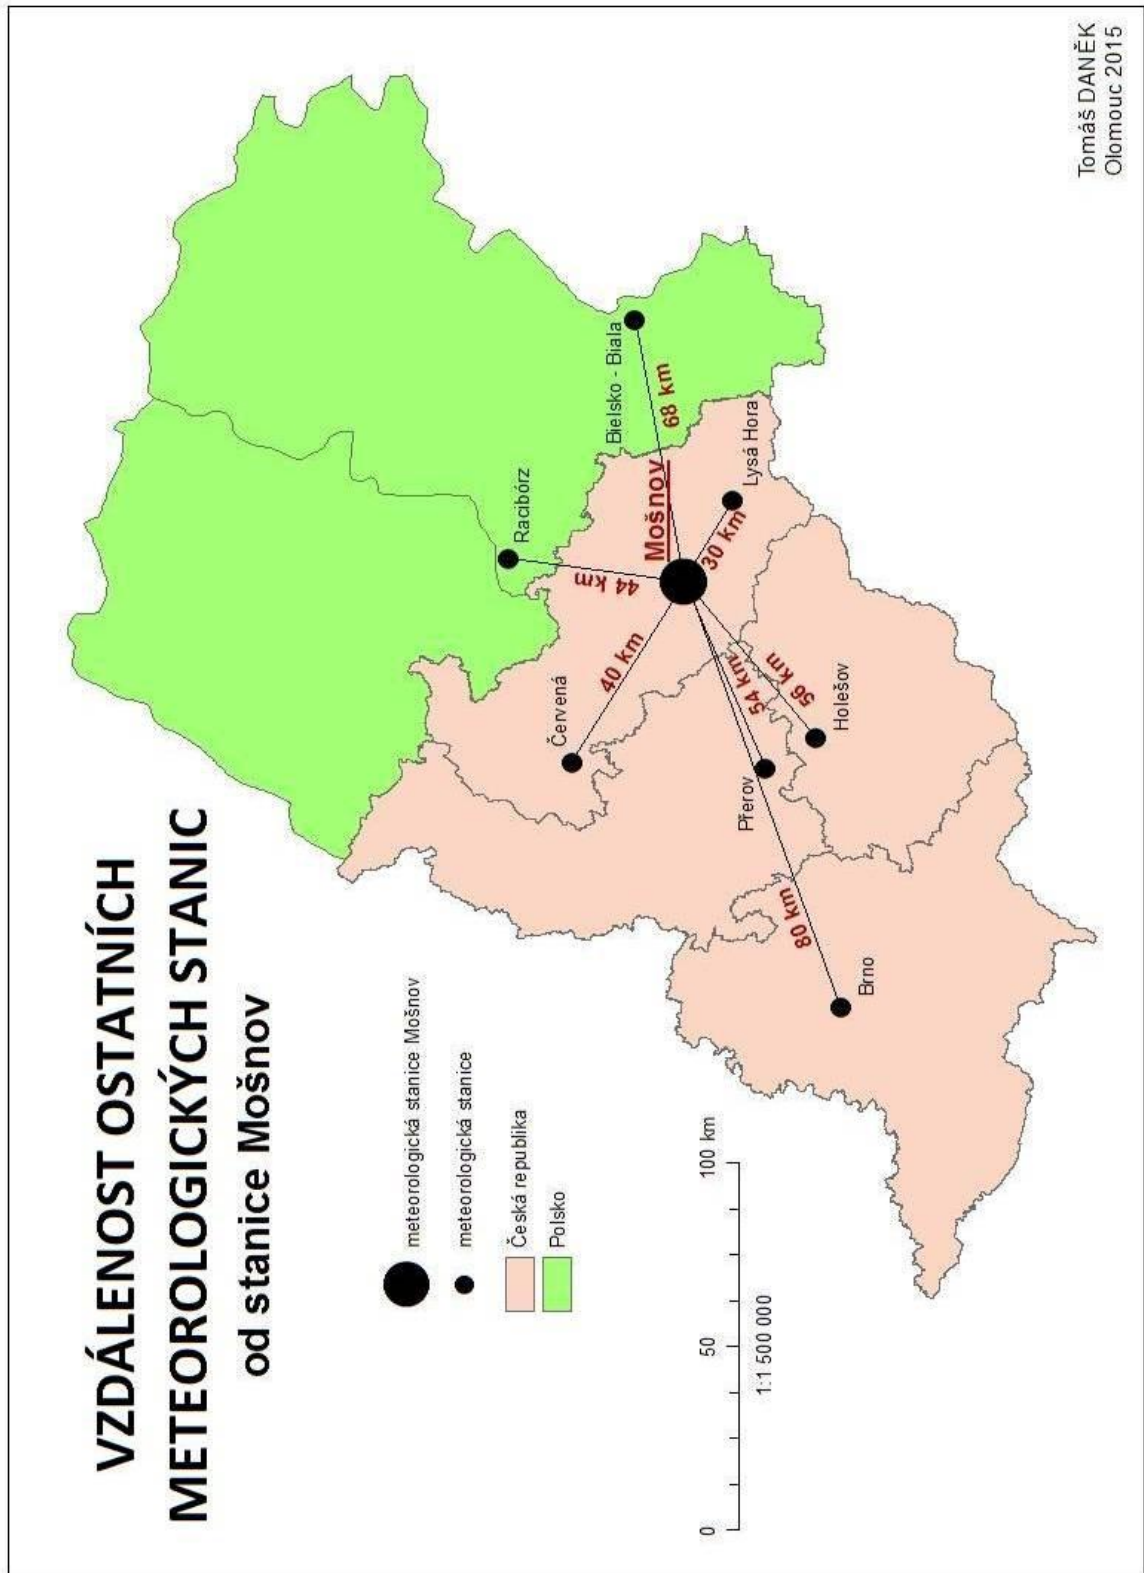 VZDÁLENOST OSTATNÍCH
METEOROLOGICKÝCH STANIC
od stanice Mošnov
meteorologická stanice Mošnov
meteorologická stanice
Česká republika
Polsko
0 50 100 km
1:1 500 000
Racibórz
44 km
Bielsko - Biala
68 km
Mošnov
Červená
40 km
Lysá Hora
30 km
Přerov
54 km
Holešov
56 km
Brno
80 km
Tomáš DANĚK
Olomouc 2015